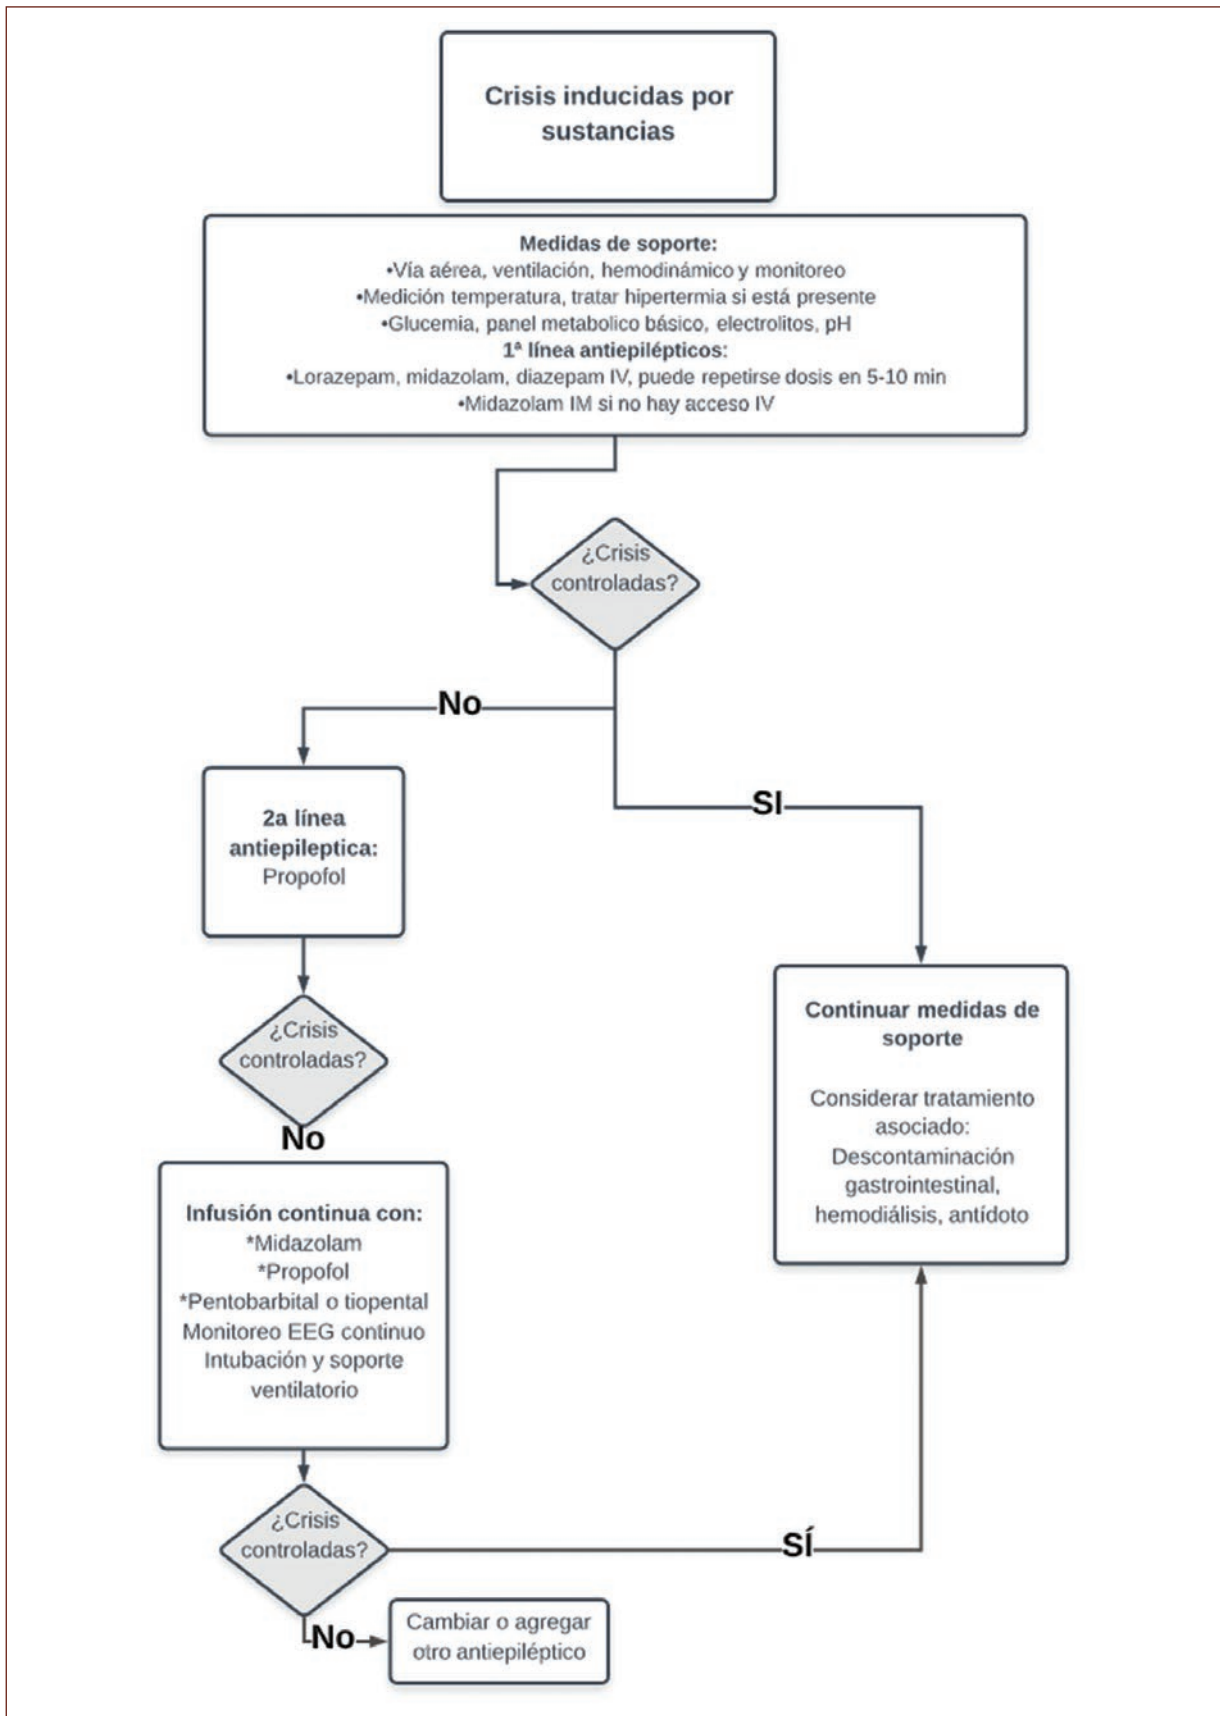 Crisis inducidas por
sustancias
Medidas de soporte:
•Vía aérea, ventilación, hemodinámico y monitoreo
•Medición temperatura, tratar hipertermia si está presente
•Glucemia, panel metabolico básico, electrolitos, pH
1ª línea antiepilépticos:
•Lorazepam, midazolam, diazepam IV, puede repetirse dosis en 5-10 min
•Midazolam IM si no hay acceso IV
¿Crisis
controladas?
No
SI
2a línea
antiepileptica:
Propofol
¿Crisis
controladas?
No
Continuar medidas de
soporte
Considerar tratamiento
asociado:
Descontaminación
gastrointestinal,
hemodiálisis, antídoto
Infusión continua con:
*Midazolam
*Propofol
*Pentobarbital o tiopental
Monitoreo EEG continuo
Intubación y soporte
ventilatorio
¿Crisis
controladas?
SÍ
No
Cambiar o agregar
otro antiepiléptico